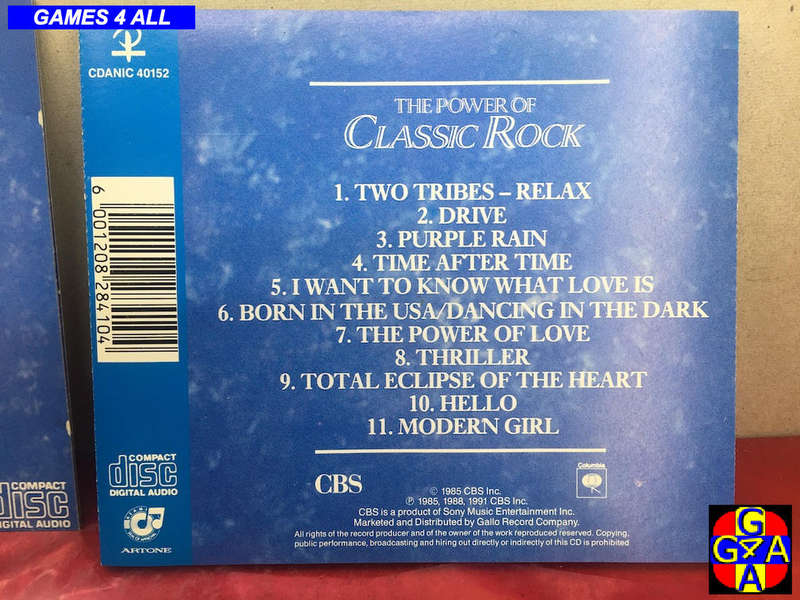 GAMES 4 ALL
CDANIC 40152
THE POWER OF
CLASSIC ROCK
1. TWO TRIBES – RELAX
2. DRIVE
3. PURPLE RAIN
4. TIME AFTER TIME
5. I WANT TO KNOW WHAT LOVE IS
6. BORN IN THE USA/DANCING IN THE DARK
7. THE POWER OF LOVE
8. THRILLER
9. TOTAL ECLIPSE OF THE HEART
10. HELLO
11. MODERN GIRL
6 001208 284104
COMPACT
disc
DIGITAL AUDIO
ARTONE
COMPACT
disc
DIGITAL AUDIO
CBS
Columbia
© 1985 CBS Inc.
℗ 1985, 1988, 1991 CBS Inc.
CBS is a product of Sony Music Entertainment Inc.
Marketed and Distributed by Gallo Record Company.
All rights of the record producer and of the owner of the work reproduced reserved. Copying,
public performance, broadcasting and hiring out directly or indirectly of this CD is prohibited
G
G4A
A